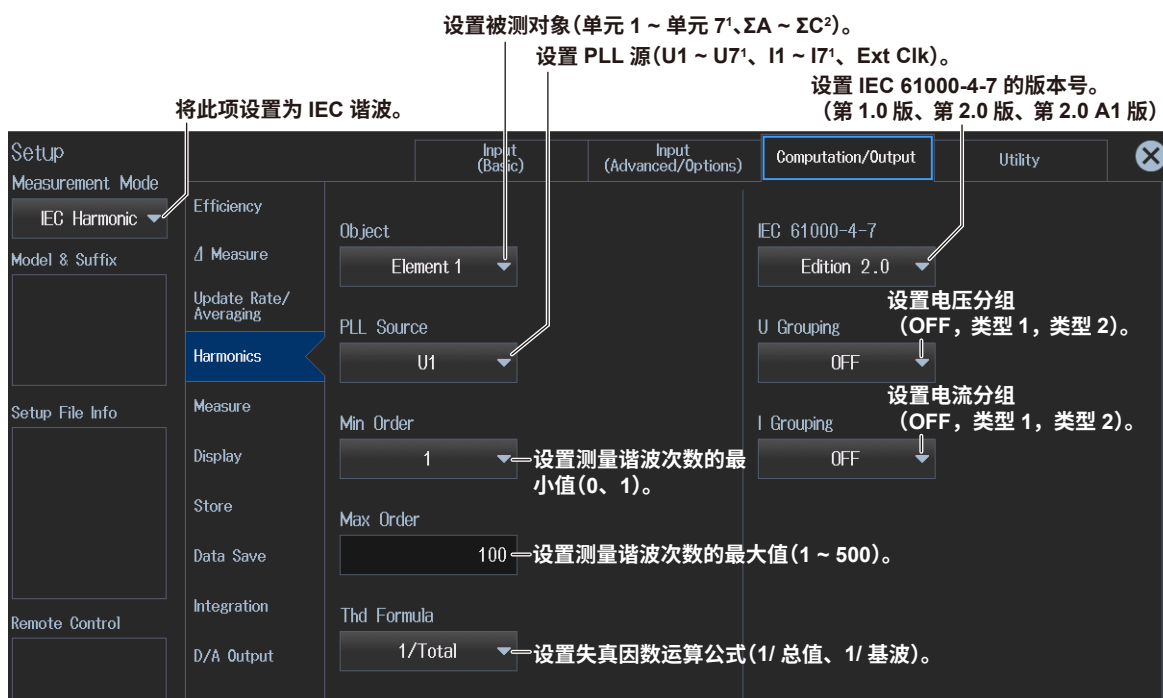 设置被测对象（单元 1 ~ 单元 7¹、ΣA ~ ΣC²）。
设置 PLL 源（U1 ~ U7¹、I1 ~ I7¹、Ext Clk）。
设置 IEC 61000-4-7 的版本号。
（第 1.0 版、第 2.0 版、第 2.0 A1 版）
将此项设置为 IEC 谐波。
Setup
Input
(Basic)
Input
(Advanced/Options)
Computation/Output
Utility
Measurement Mode
IEC Harmonic
Model & Suffix
Setup File Info
Remote Control
Efficiency
Δ Measure
Update Rate/
Averaging
Harmonics
Measure
Display
Store
Data Save
Integration
D/A Output
Object
Element 1
PLL Source
U1
Min Order
1
设置测量谐波次数的最
小值（0、1）。
Max Order
100
设置测量谐波次数的最大值（1 ~ 500）。
Thd Formula
1/Total
设置失真因数运算公式（1/ 总值、1/ 基波）。
IEC 61000-4-7
Edition 2.0
设置电压分组
（OFF，类型 1，类型 2）。
U Grouping
OFF
设置电流分组
（OFF，类型 1，类型 2）。
I Grouping
OFF